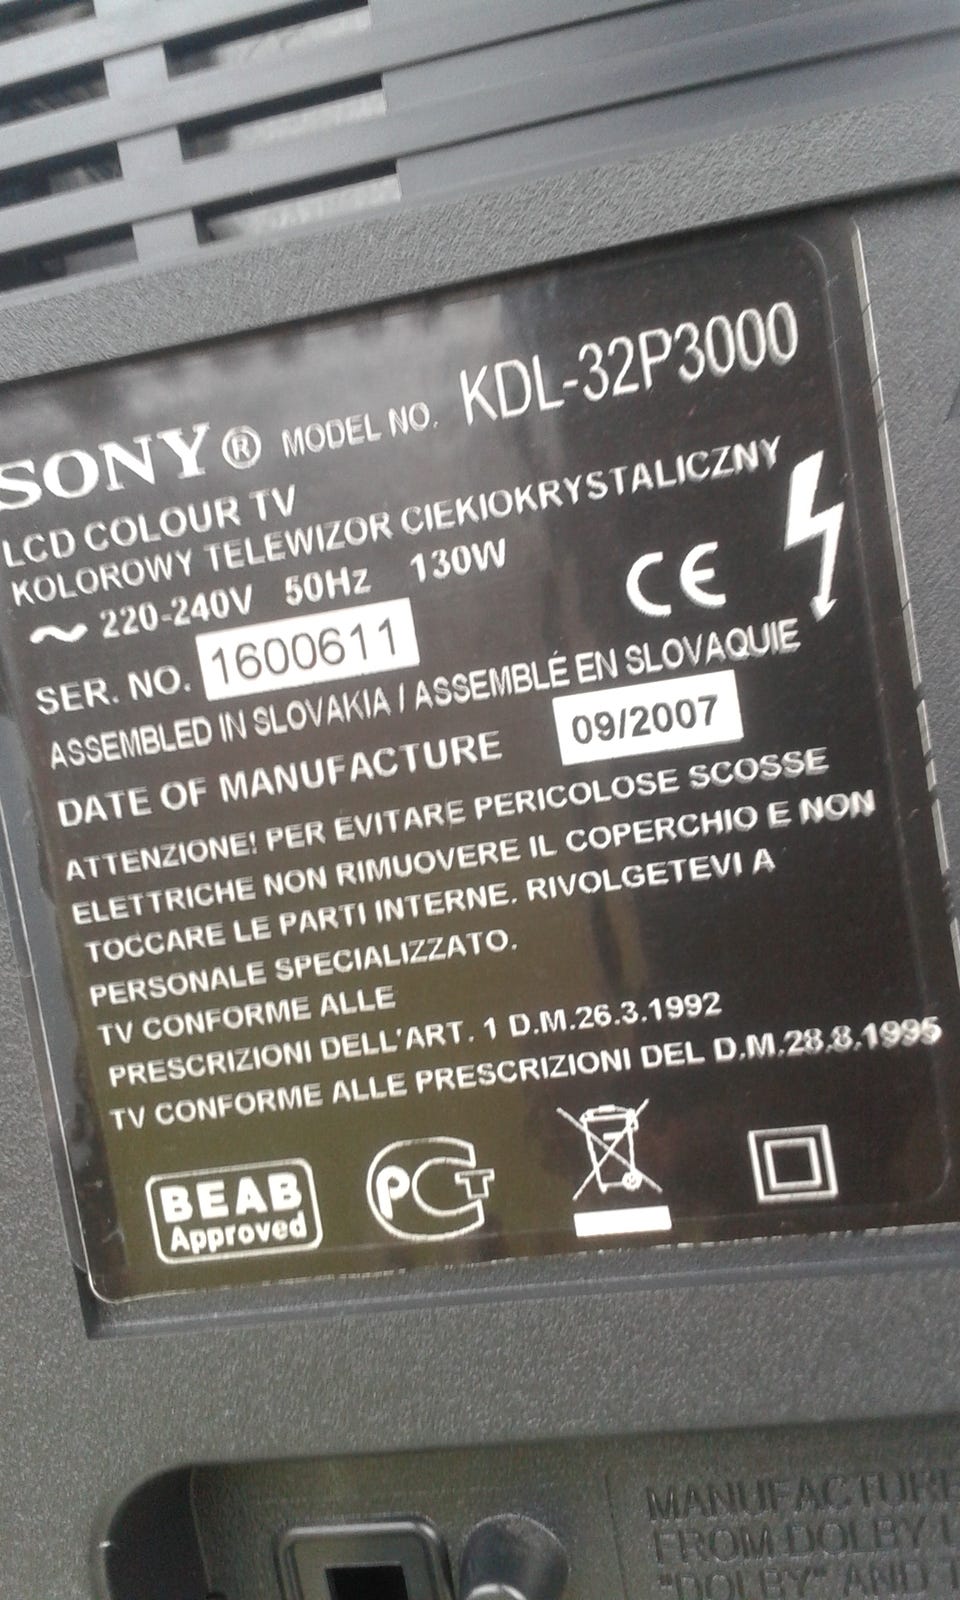 SONY® MODEL NO. KDL-32P3000
LCD COLOUR TV
KOLOROWY TELEWIZOR CIEKIOKRYSTALICZNY
~ 220-240V 50Hz 130W
CE
SER. NO. 1600611
ASSEMBLED IN SLOVAKIA / ASSEMBLÉ EN SLOVAQUIE
DATE OF MANUFACTURE 09/2007
ATTENZIONE! PER EVITARE PERICOLOSE SCOSSE
ELETTRICHE NON RIMUOVERE IL COPERCHIO E NON
TOCCARE LE PARTI INTERNE. RIVOLGETEVI A
PERSONALE SPECIALIZZATO.
TV CONFORME ALLE
PRESCRIZIONI DELL'ART. 1 D.M.26.3.1992
TV CONFORME ALLE PRESCRIZIONI DEL D.M.28.8.1995
BEAB
Approved
PCT
MANUFACTURE
FROM DOLBY L
"DOLBY" AND T